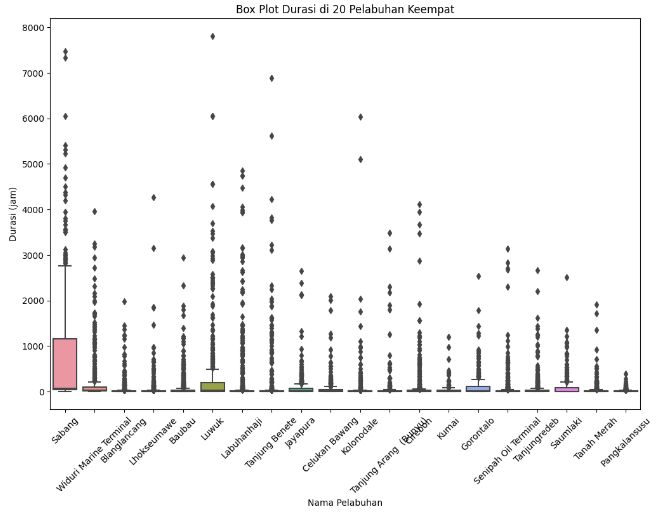 Box Plot Durasi di 20 Pelabuhan Keempat
Durasi (jam)
8000
7000
6000
5000
4000
3000
2000
1000
0
Sabang
Widuri Marine Terminal
Blanglancang
Lhokseumawe
Baubau
Luwuk
Labuhanhaji
Tanjung Benete
Jayapura
Celukan Bawang
Kolonodale
Tanjung Arang
Cirebon
Kumai
Gorontalo
Senipah Oil Terminal
Tanjungredeb
Saumlaki
Tanah Merah
Pangkalansusu
Nama Pelabuhan